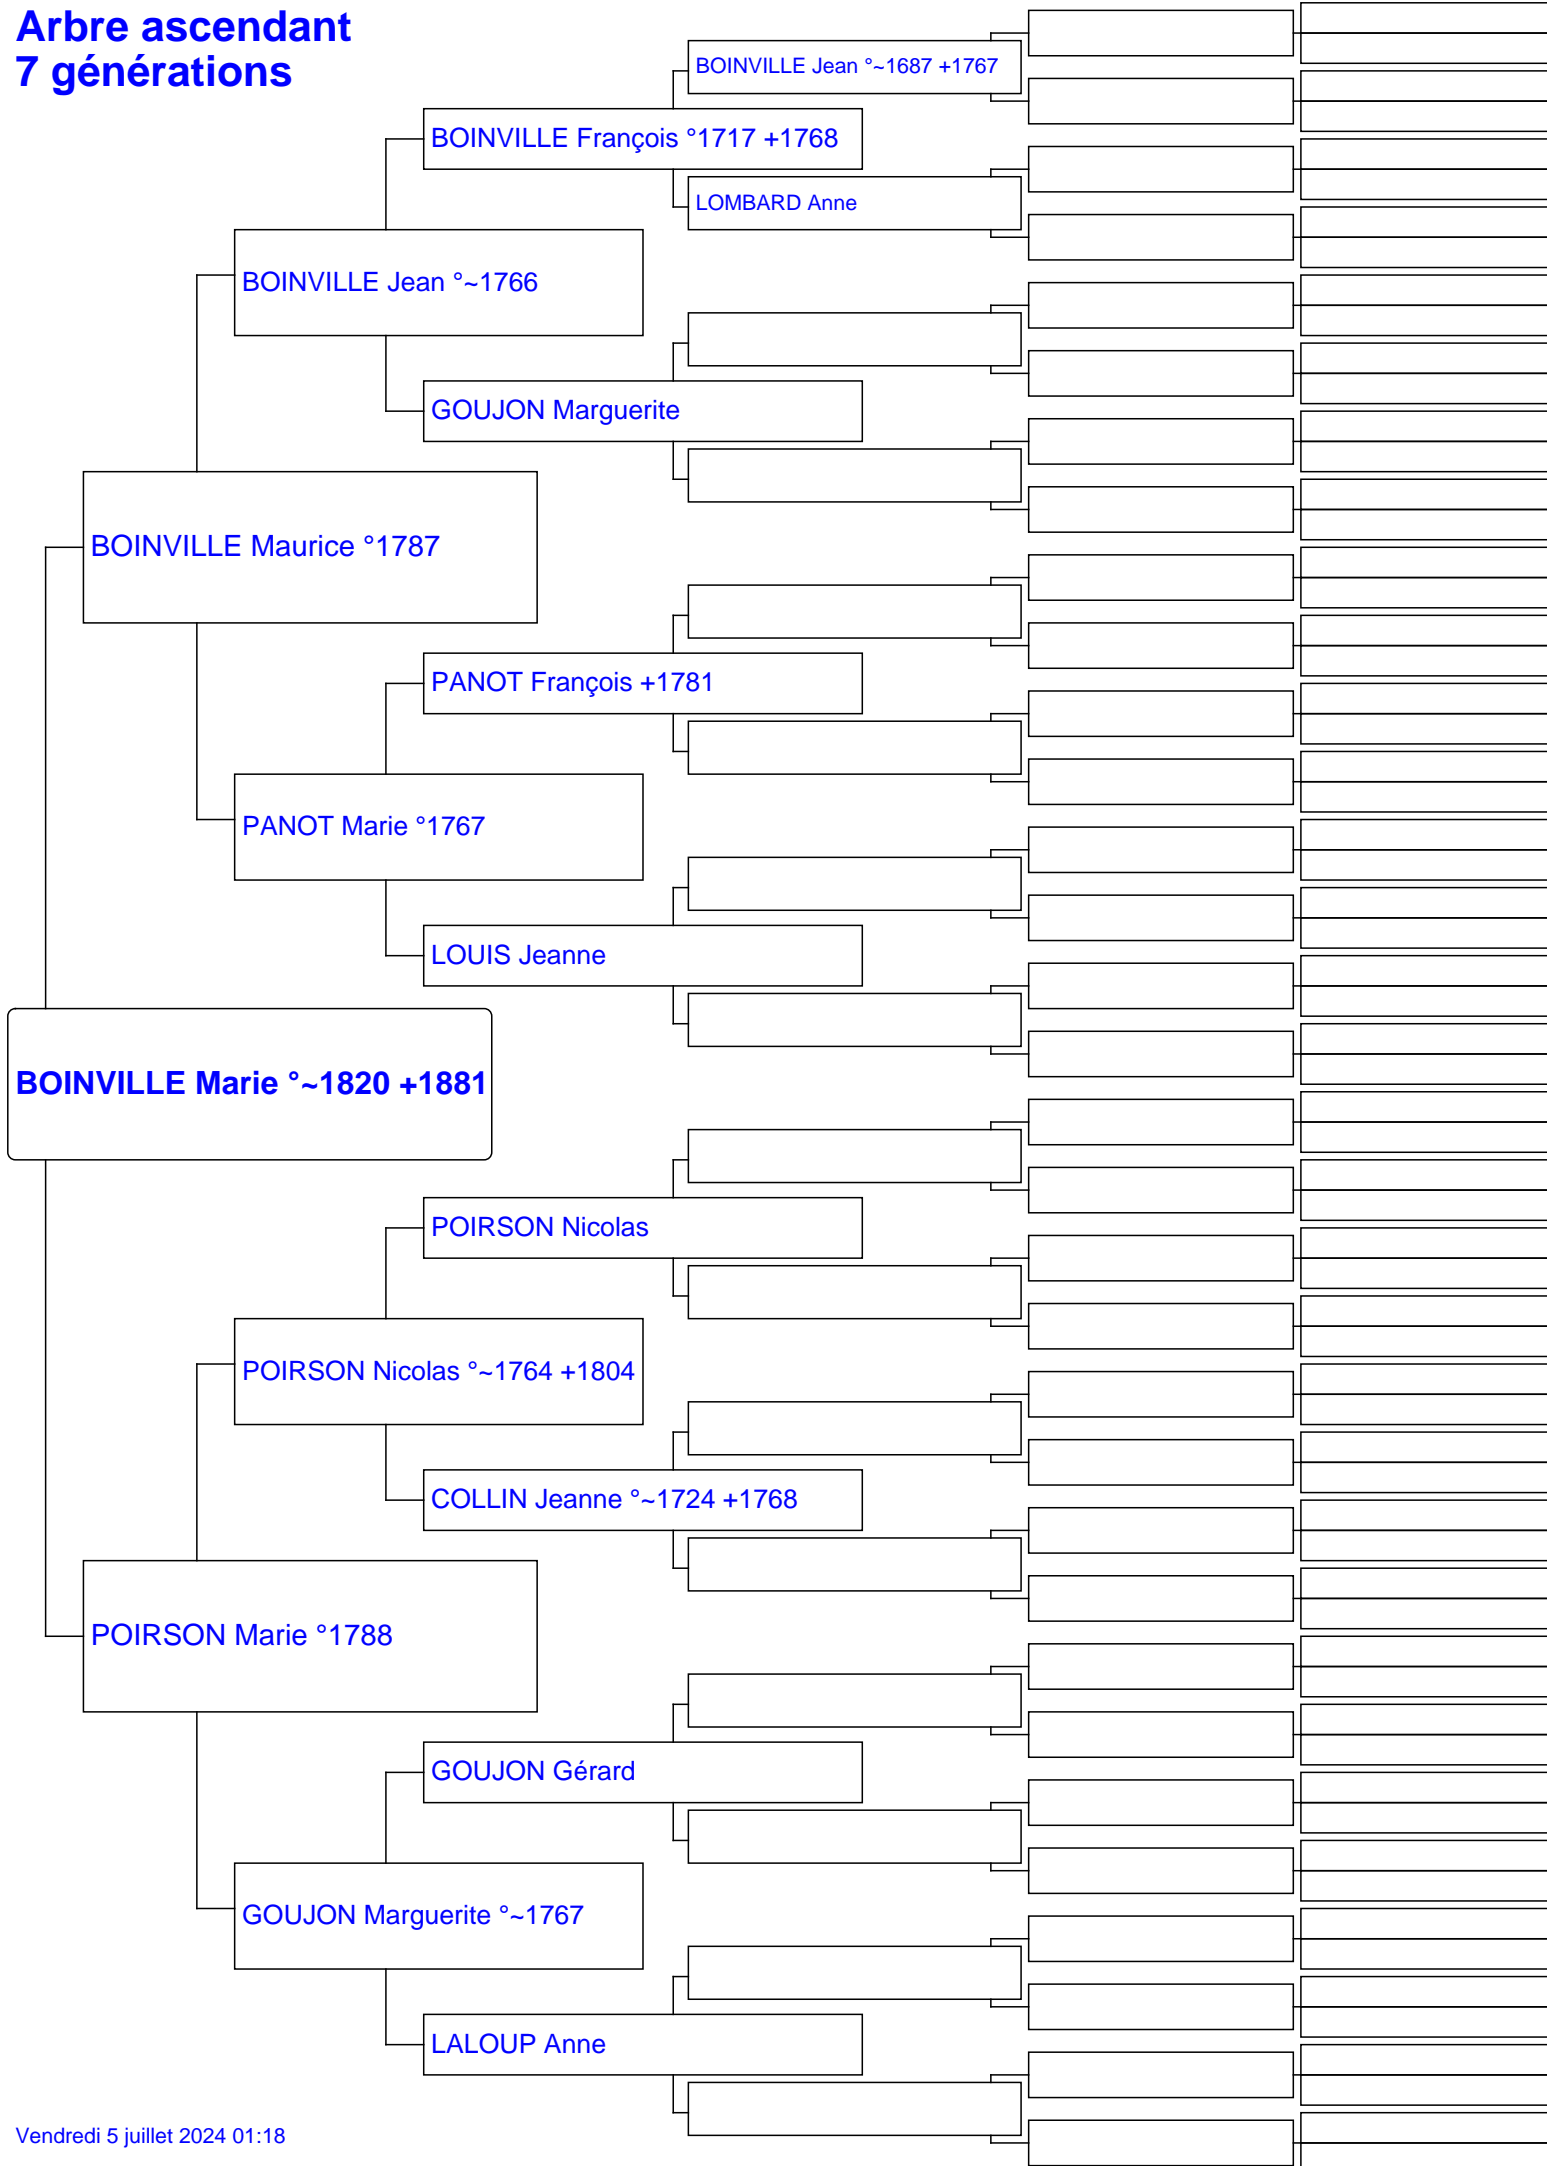 Arbre ascendant
7 générations
BOINVILLE Jean °~1687 +1767
BOINVILLE François °1717 +1768
LOMBARD Anne
BOINVILLE Jean °~1766
GOUJON Marguerite
BOINVILLE Maurice °1787
PANOT François +1781
PANOT Marie °1767
LOUIS Jeanne
BOINVILLE Marie °~1820 +1881
POIRSON Nicolas
POIRSON Nicolas °~1764 +1804
COLLIN Jeanne °~1724 +1768
POIRSON Marie °1788
GOUJON Gérard
GOUJON Marguerite °~1767
LALOUP Anne
Vendredi 5 juillet 2024 01:18